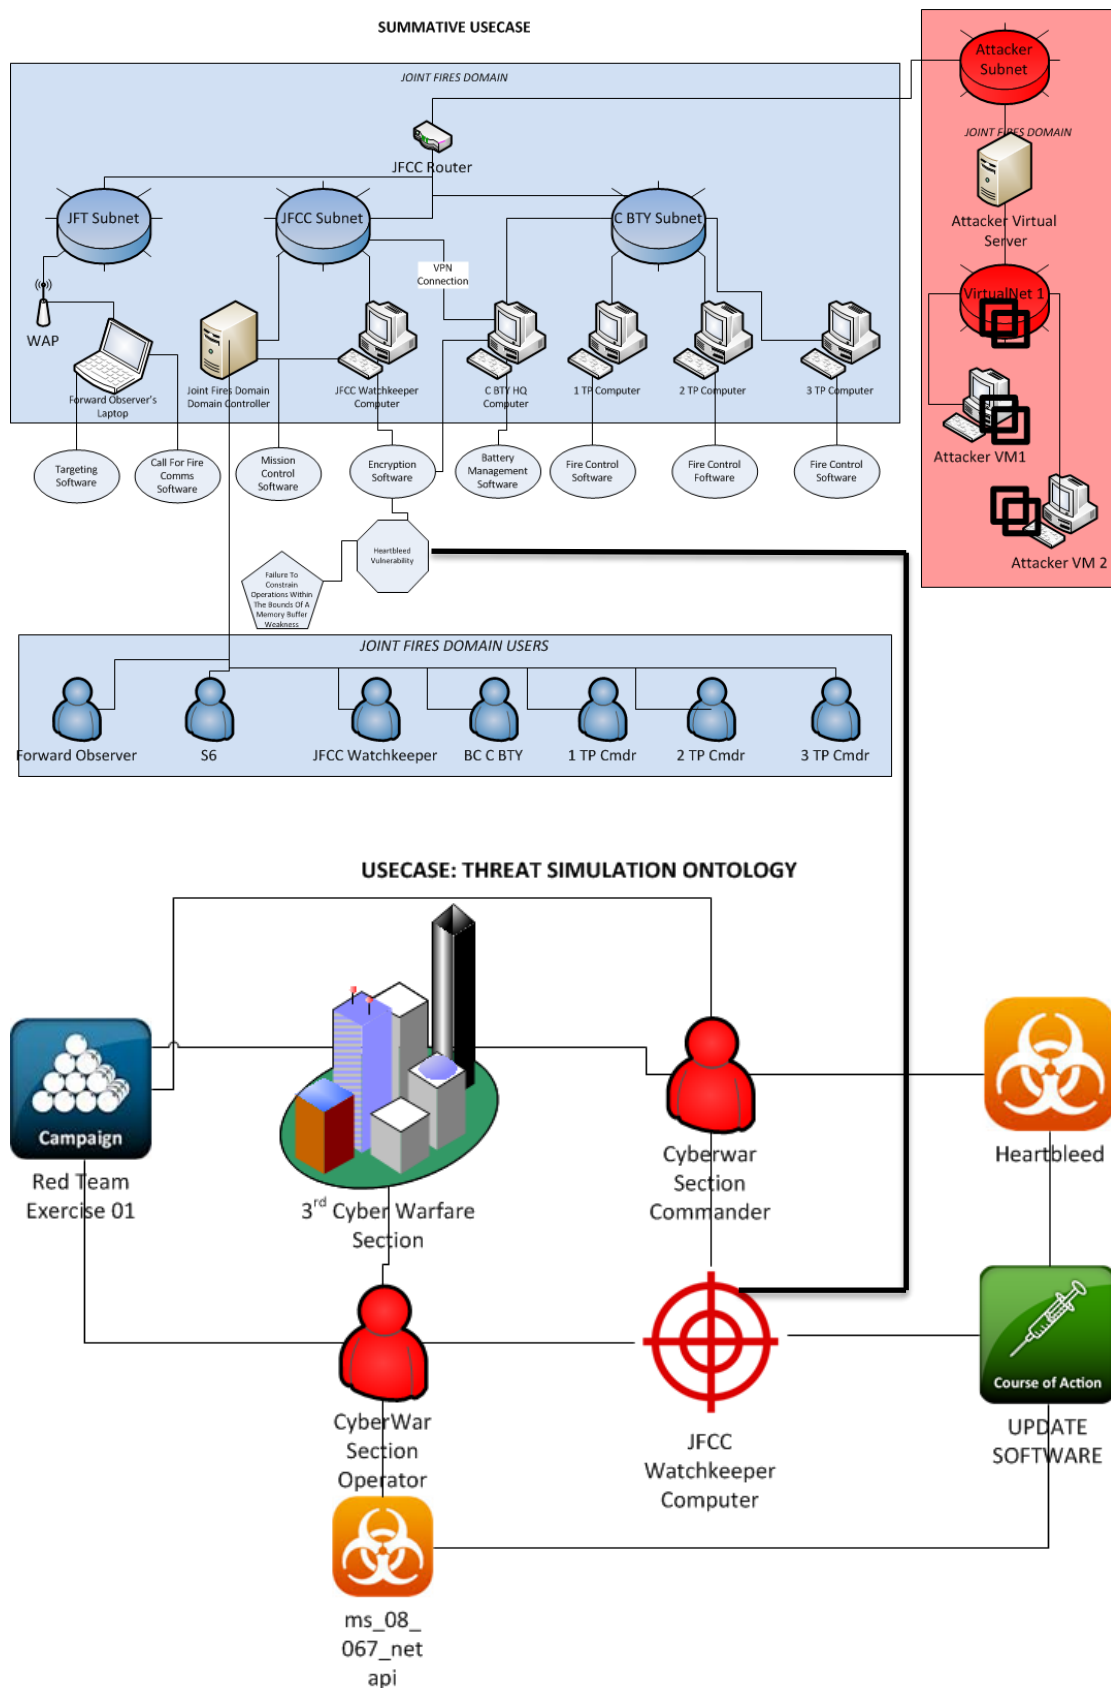 SUMMATIVE USECASE
JOINT FIRES DOMAIN
Attacker
Subnet
JOINT FIRES DOMAIN
JFCC Router
JFT Subnet
JFCC Subnet
C BTY Subnet
Attacker Virtual
Server
VPN
Connection
VirtualNet 1
WAP
Forward Observer's
Laptop
Joint Fires Domain
Domain Controller
JFCC Watchkeeper
Computer
C BTY HQ
Computer
1 TP Computer
2 TP Computer
3 TP Computer
Attacker VM1
Targeting
Software
Call For Fire
Comms
Software
Mission
Control
Software
Encryption
Software
Battery
Management
Software
Fire Control
Software
Fire Control
Foftware
Fire Control
Software
Attacker VM 2
Heartbleed
Vulnerability
Failure To
Constrain
Operations Within
The Bounds Of A
Memory Buffer
Weakness
JOINT FIRES DOMAIN USERS
Forward Observer
S6
JFCC Watchkeeper
BC C BTY
1 TP Cmdr
2 TP Cmdr
3 TP Cmdr
USECASE: THREAT SIMULATION ONTOLOGY
Campaign
Red Team
Exercise 01
3rd Cyber Warfare
Section
Cyberwar
Section
Commander
Heartbleed
CyberWar
Section
Operator
JFCC
Watchkeeper
Computer
Course of Action
UPDATE
SOFTWARE
ms_08_
067_net
api